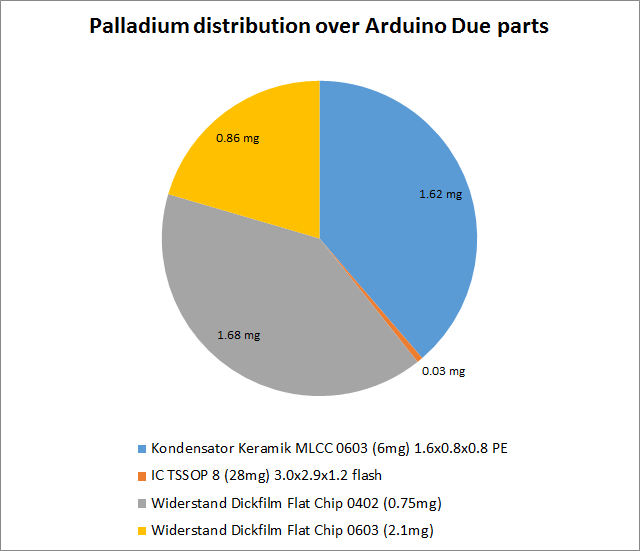 Palladium distribution over Arduino Due parts
0.86 mg
1.62 mg
1.68 mg
0.03 mg
Kondensator Keramik MLCC 0603 (6mg) 1.6x0.8x0.8 PE
IC TSSOP 8 (28mg) 3.0x2.9x1.2 flash
Widerstand Dickfilm Flat Chip 0402 (0.75mg)
Widerstand Dickfilm Flat Chip 0603 (2.1mg)